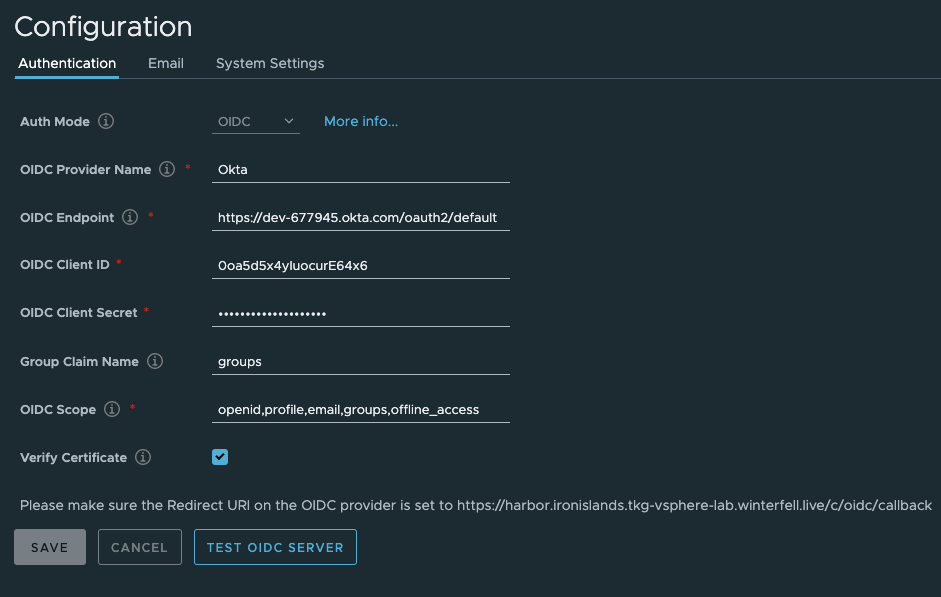 Configuration
Authentication Email System Settings
Auth Mode OIDC More info...
OIDC Provider Name * Okta
OIDC Endpoint * https://dev-677945.okta.com/oauth2/default
OIDC Client ID * 0oa5d5x4yIuocurE64x6
OIDC Client Secret * ••••••••••••••••••••
Group Claim Name groups
OIDC Scope * openid,profile,email,groups,offline_access
Verify Certificate
Please make sure the Redirect URI on the OIDC provider is set to https://harbor.ironislands.tkg-vsphere-lab.winterfell.live/c/oidc/callback
SAVE CANCEL TEST OIDC SERVER